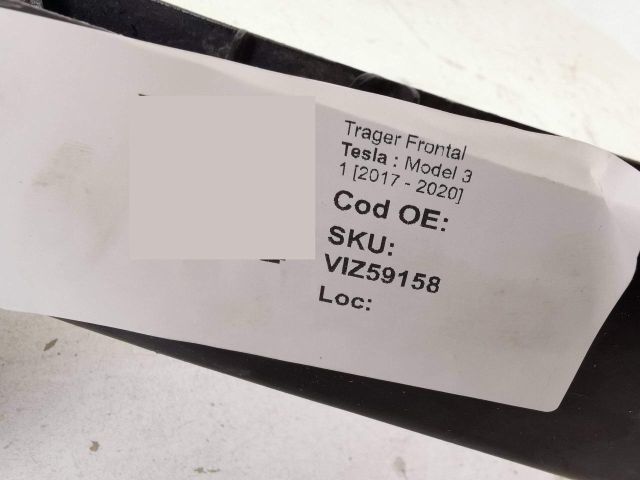 Trager Frontal
Tesla : Model 3
1 [2017 - 2020]
Cod OE:
SKU:
VIZ59158
Loc: